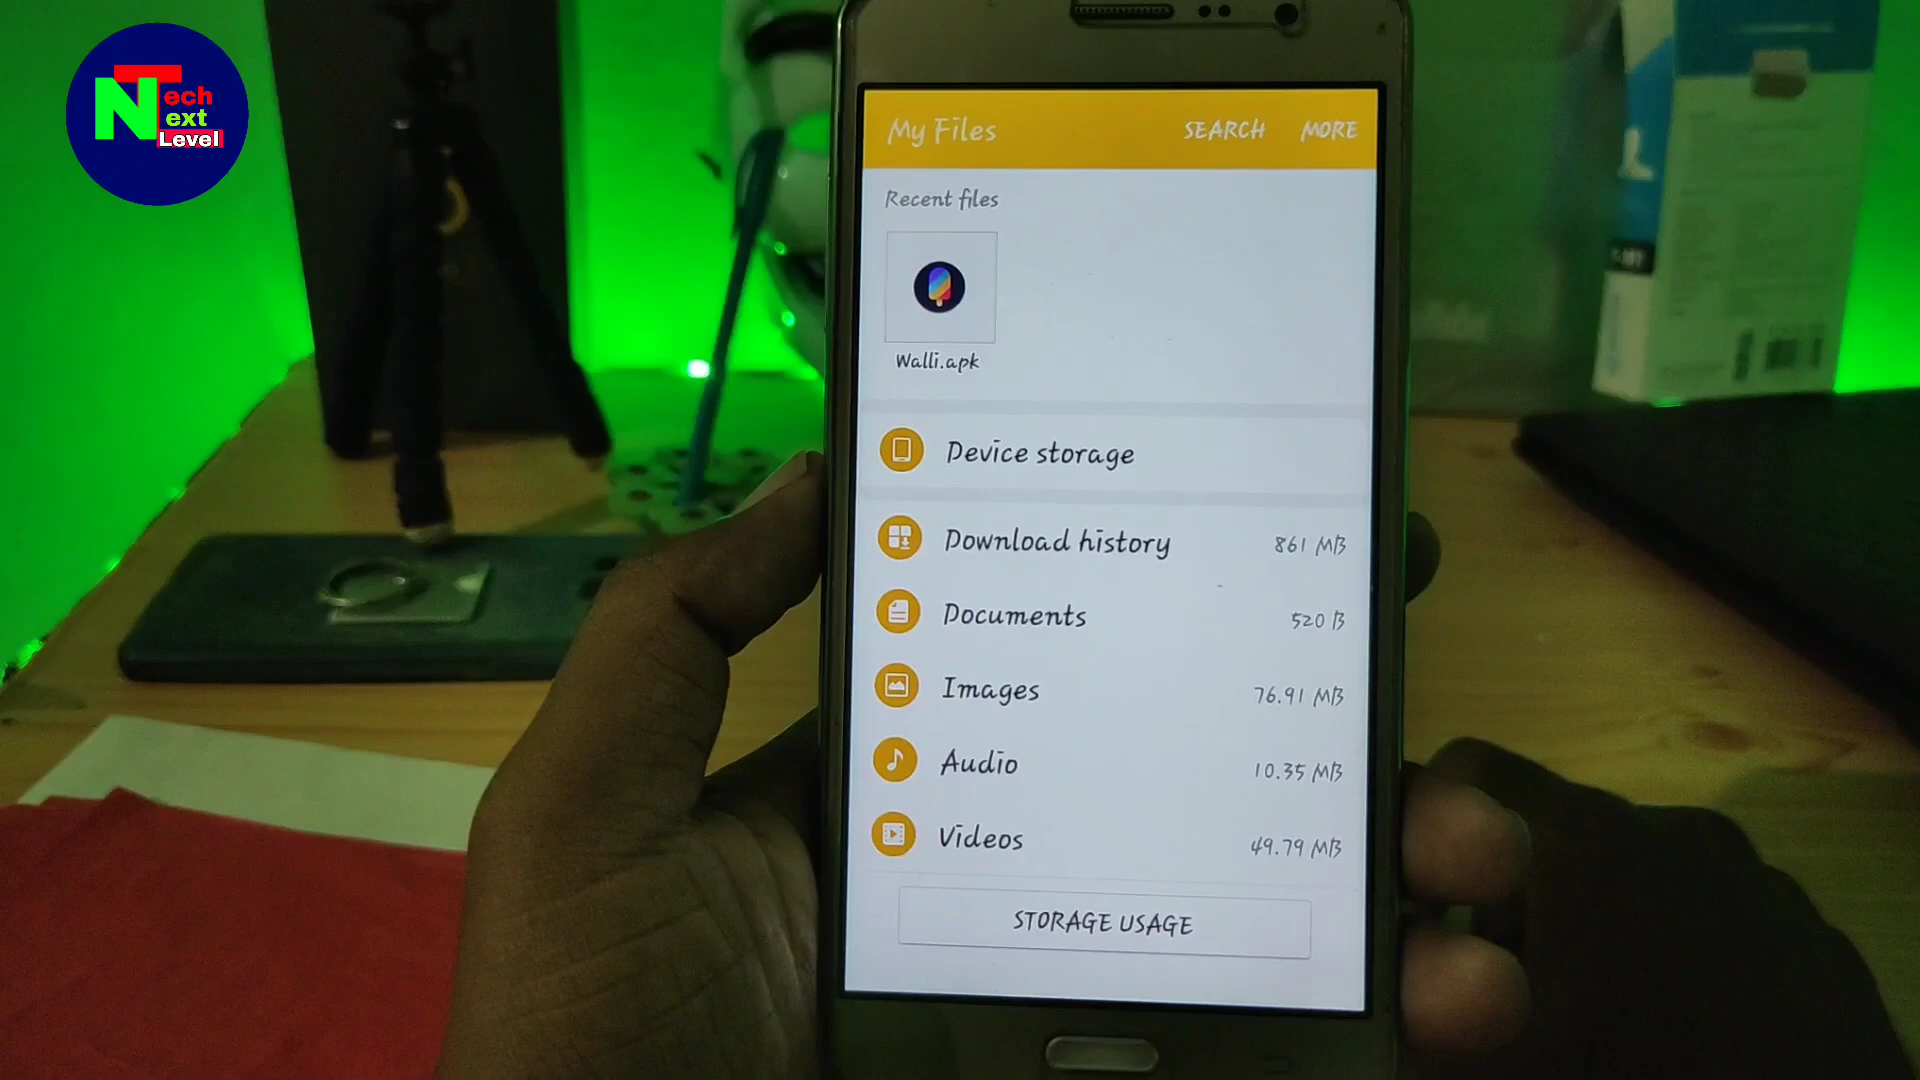 Tech
Next
Level
My Files
SEARCH
MORE
Recent files
Walli.apk
Device storage
Download history
861 MB
Documents
520 B
Images
76.91 MB
Audio
10.35 MB
Videos
49.79 MB
STORAGE USAGE